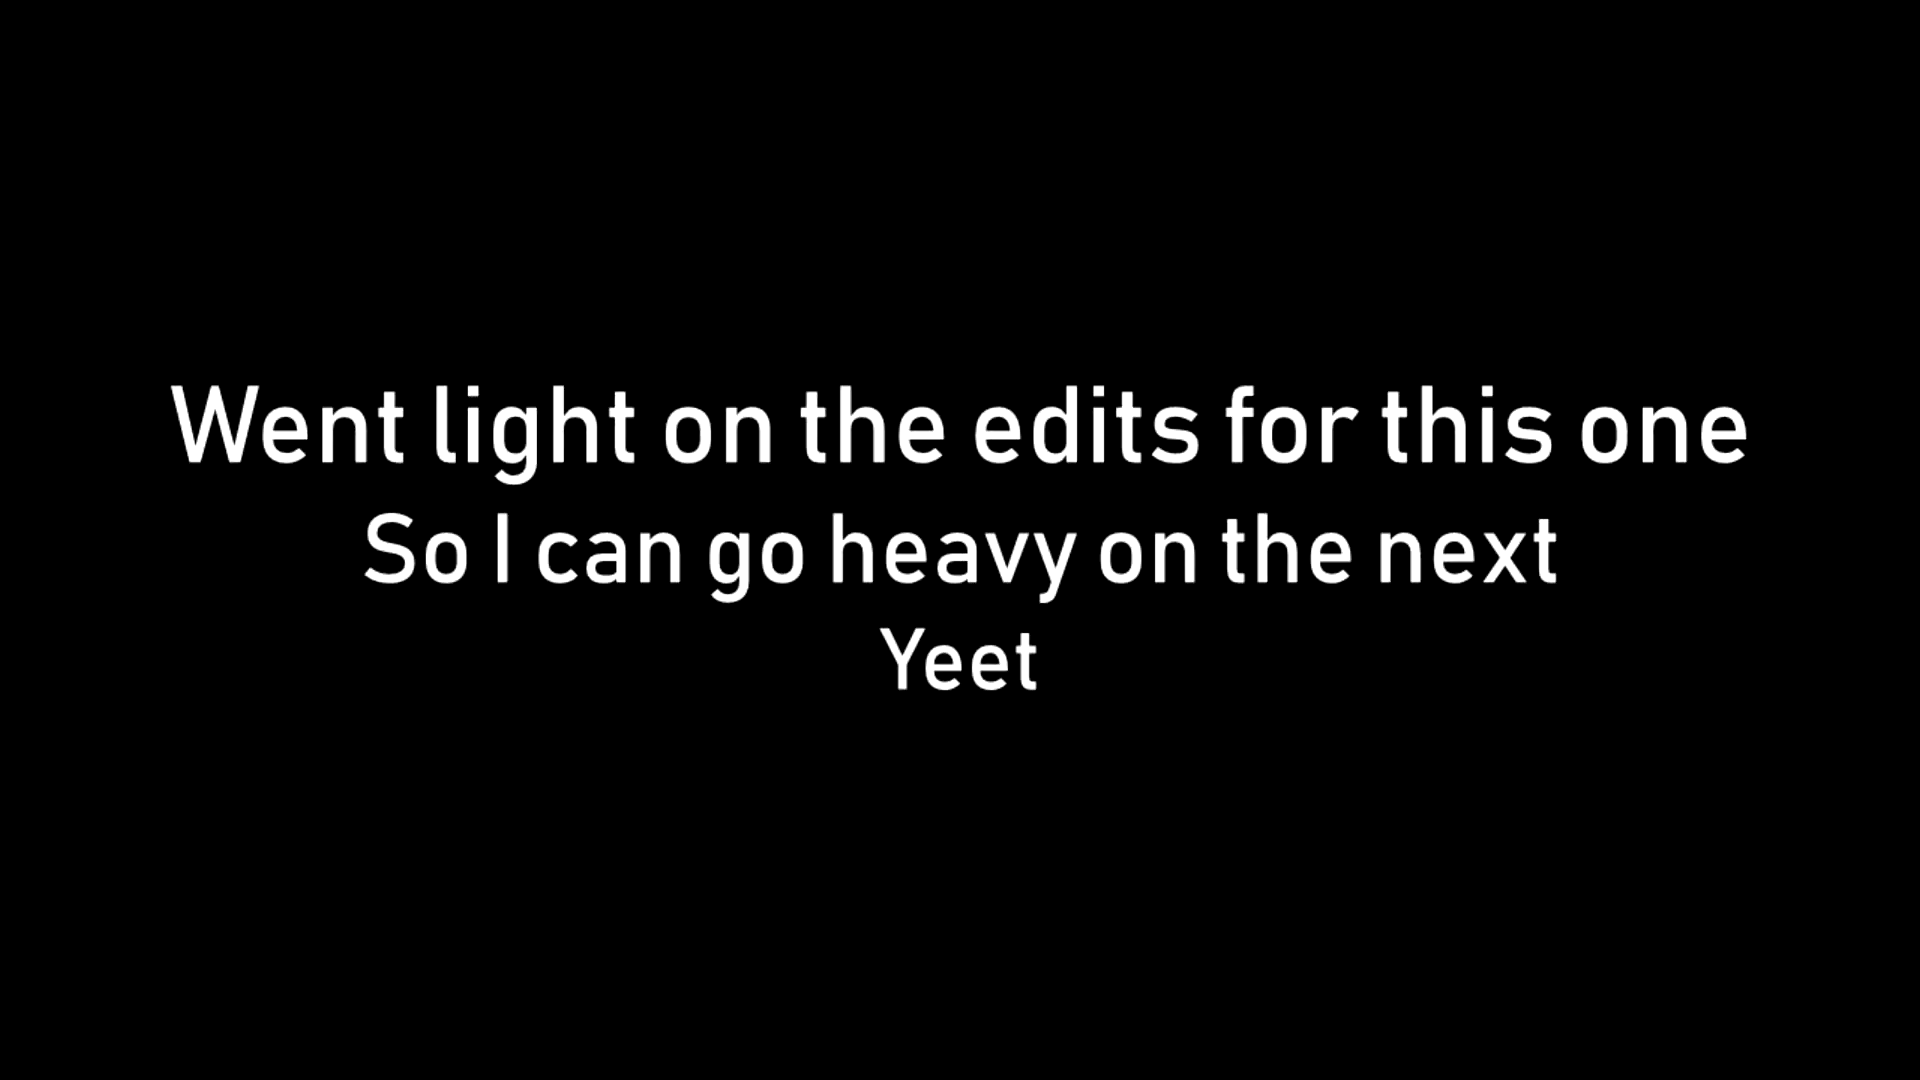 Went light on the edits for this one
So I can go heavy on the next
Yeet